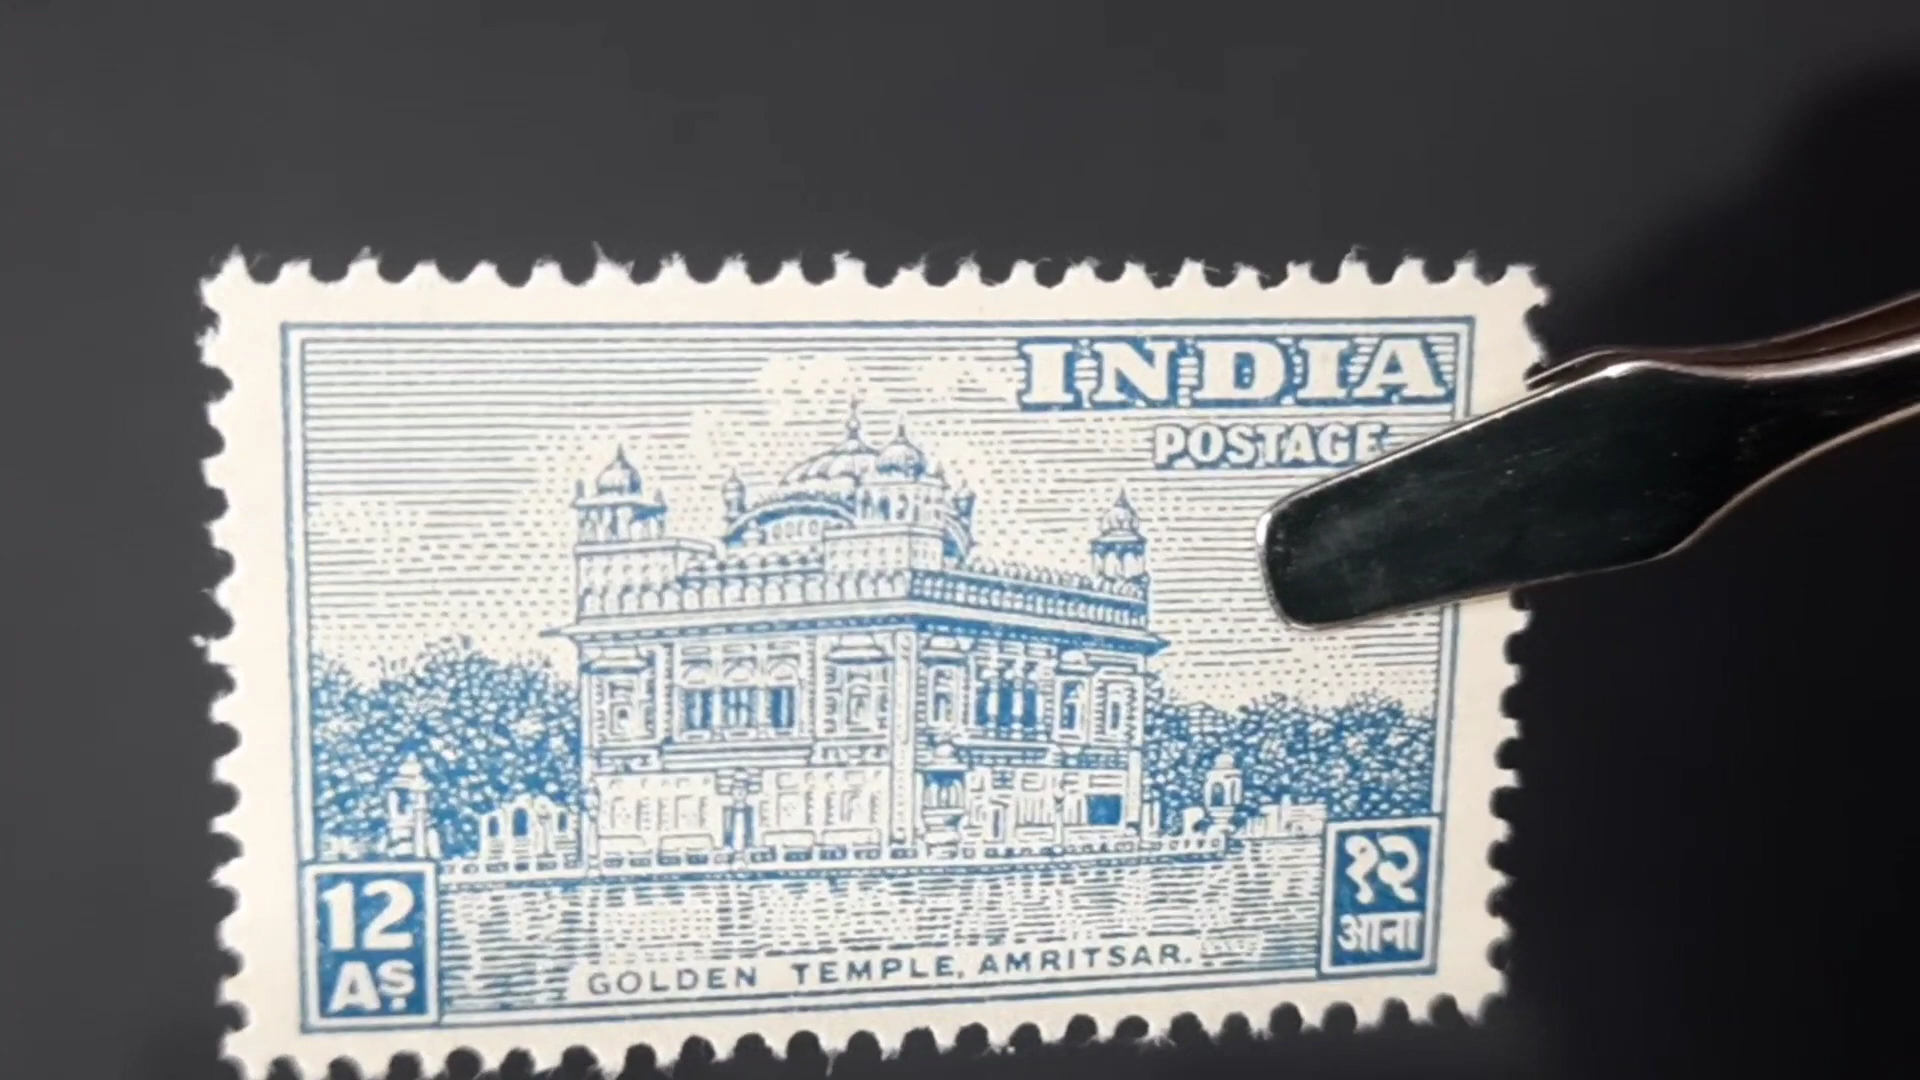 INDIA
POSTAGE
12
AS.
GOLDEN TEMPLE, AMRITSAR.
१२
आना